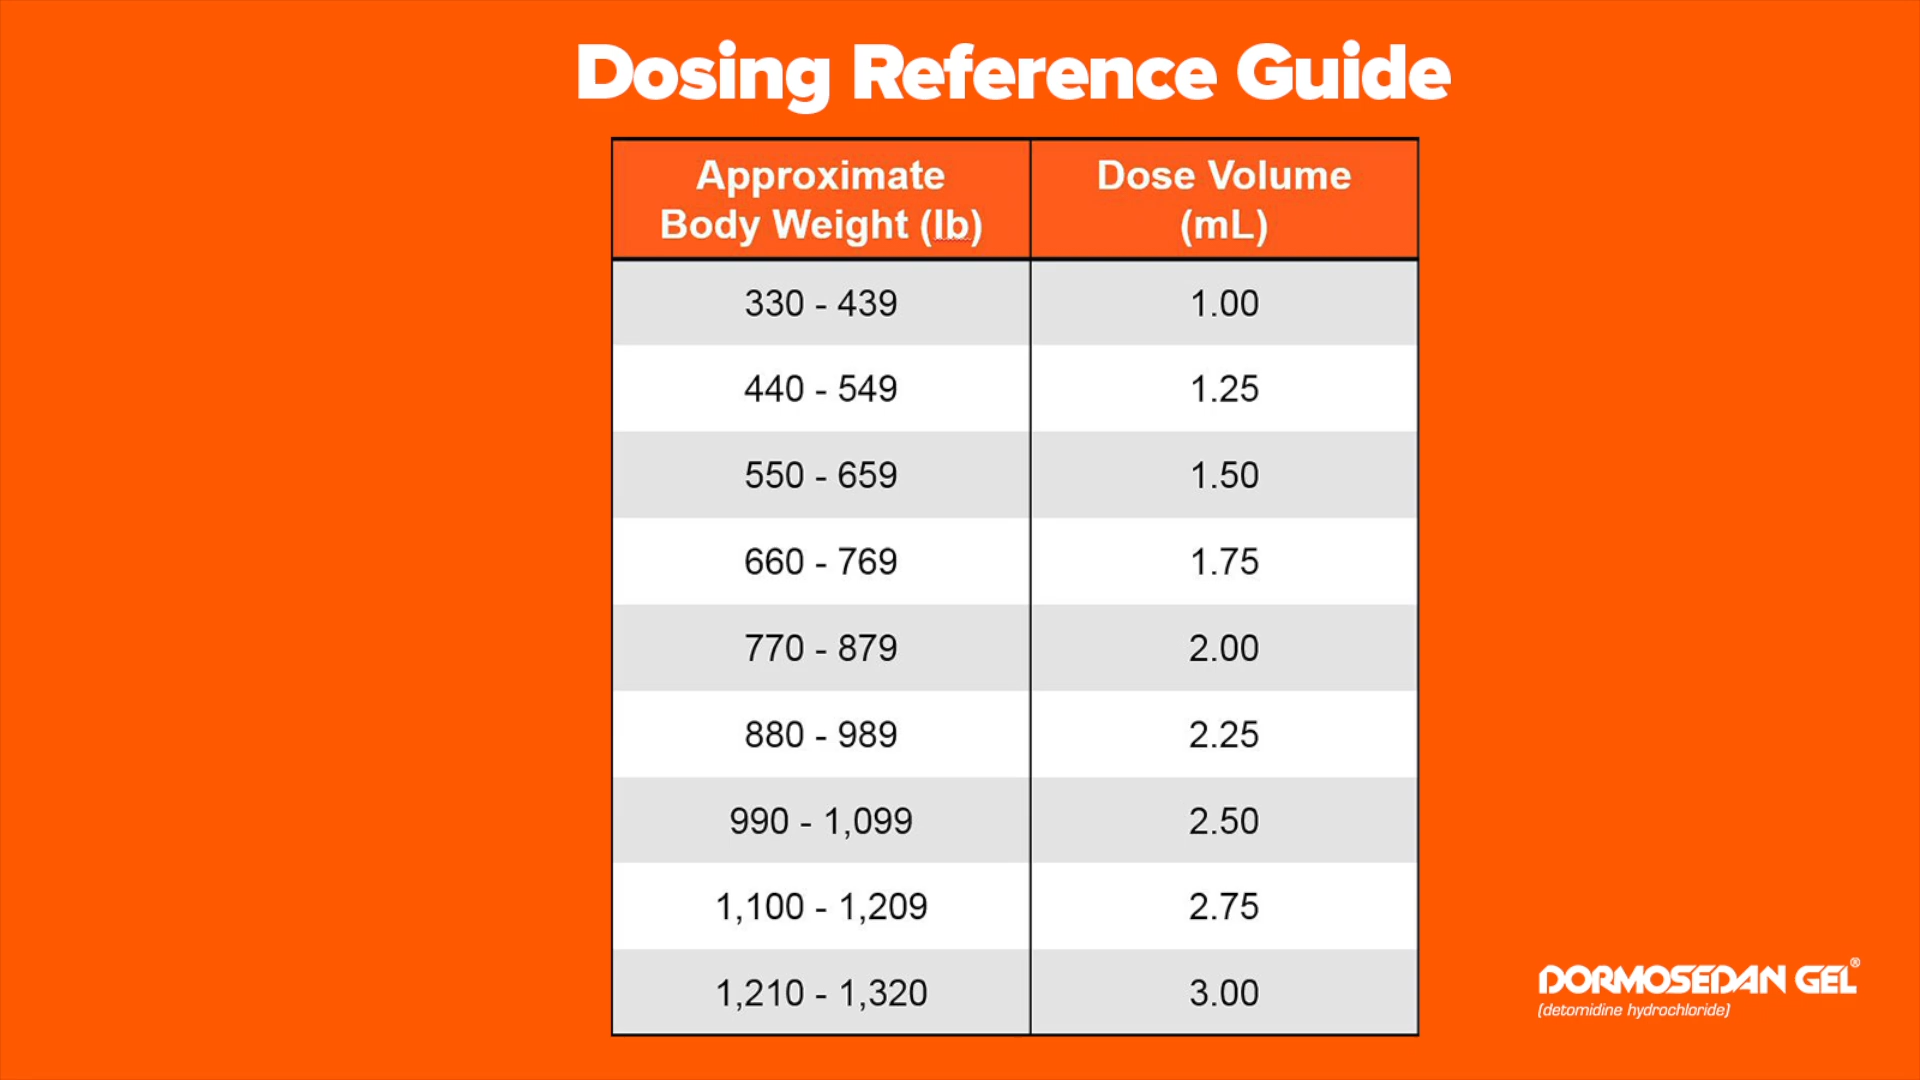 Dosing Reference Guide
Approximate Body Weight (lb) Dose Volume (mL)
330 - 439 1.00
440 - 549 1.25
550 - 659 1.50
660 - 769 1.75
770 - 879 2.00
880 - 989 2.25
990 - 1,099 2.50
1,100 - 1,209 2.75
1,210 - 1,320 3.00
DORMOSEDAN GEL®
(detomidine hydrochloride)